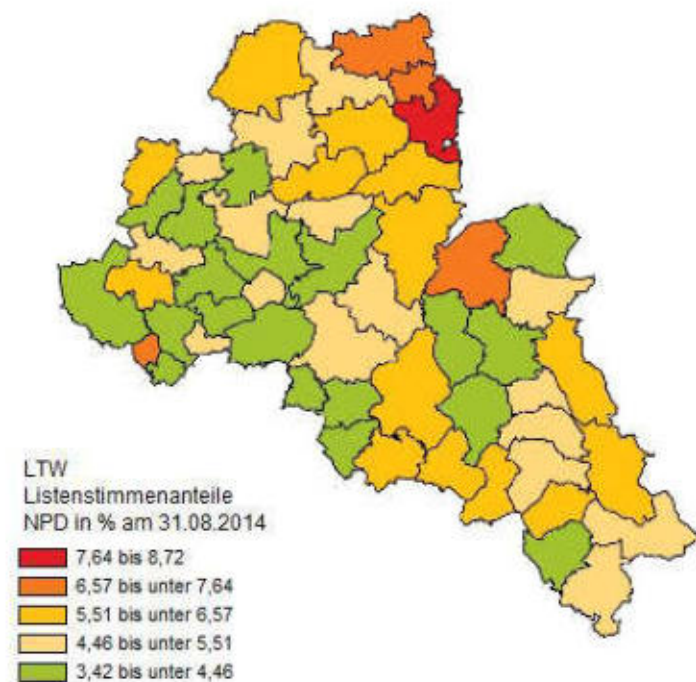 LTW
Listenstimmenanteile
NPD in % am 31.08.2014
7,64 bis 8,72
6,57 bis unter 7,64
5,51 bis unter 6,57
4,46 bis unter 5,51
3,42 bis unter 4,46